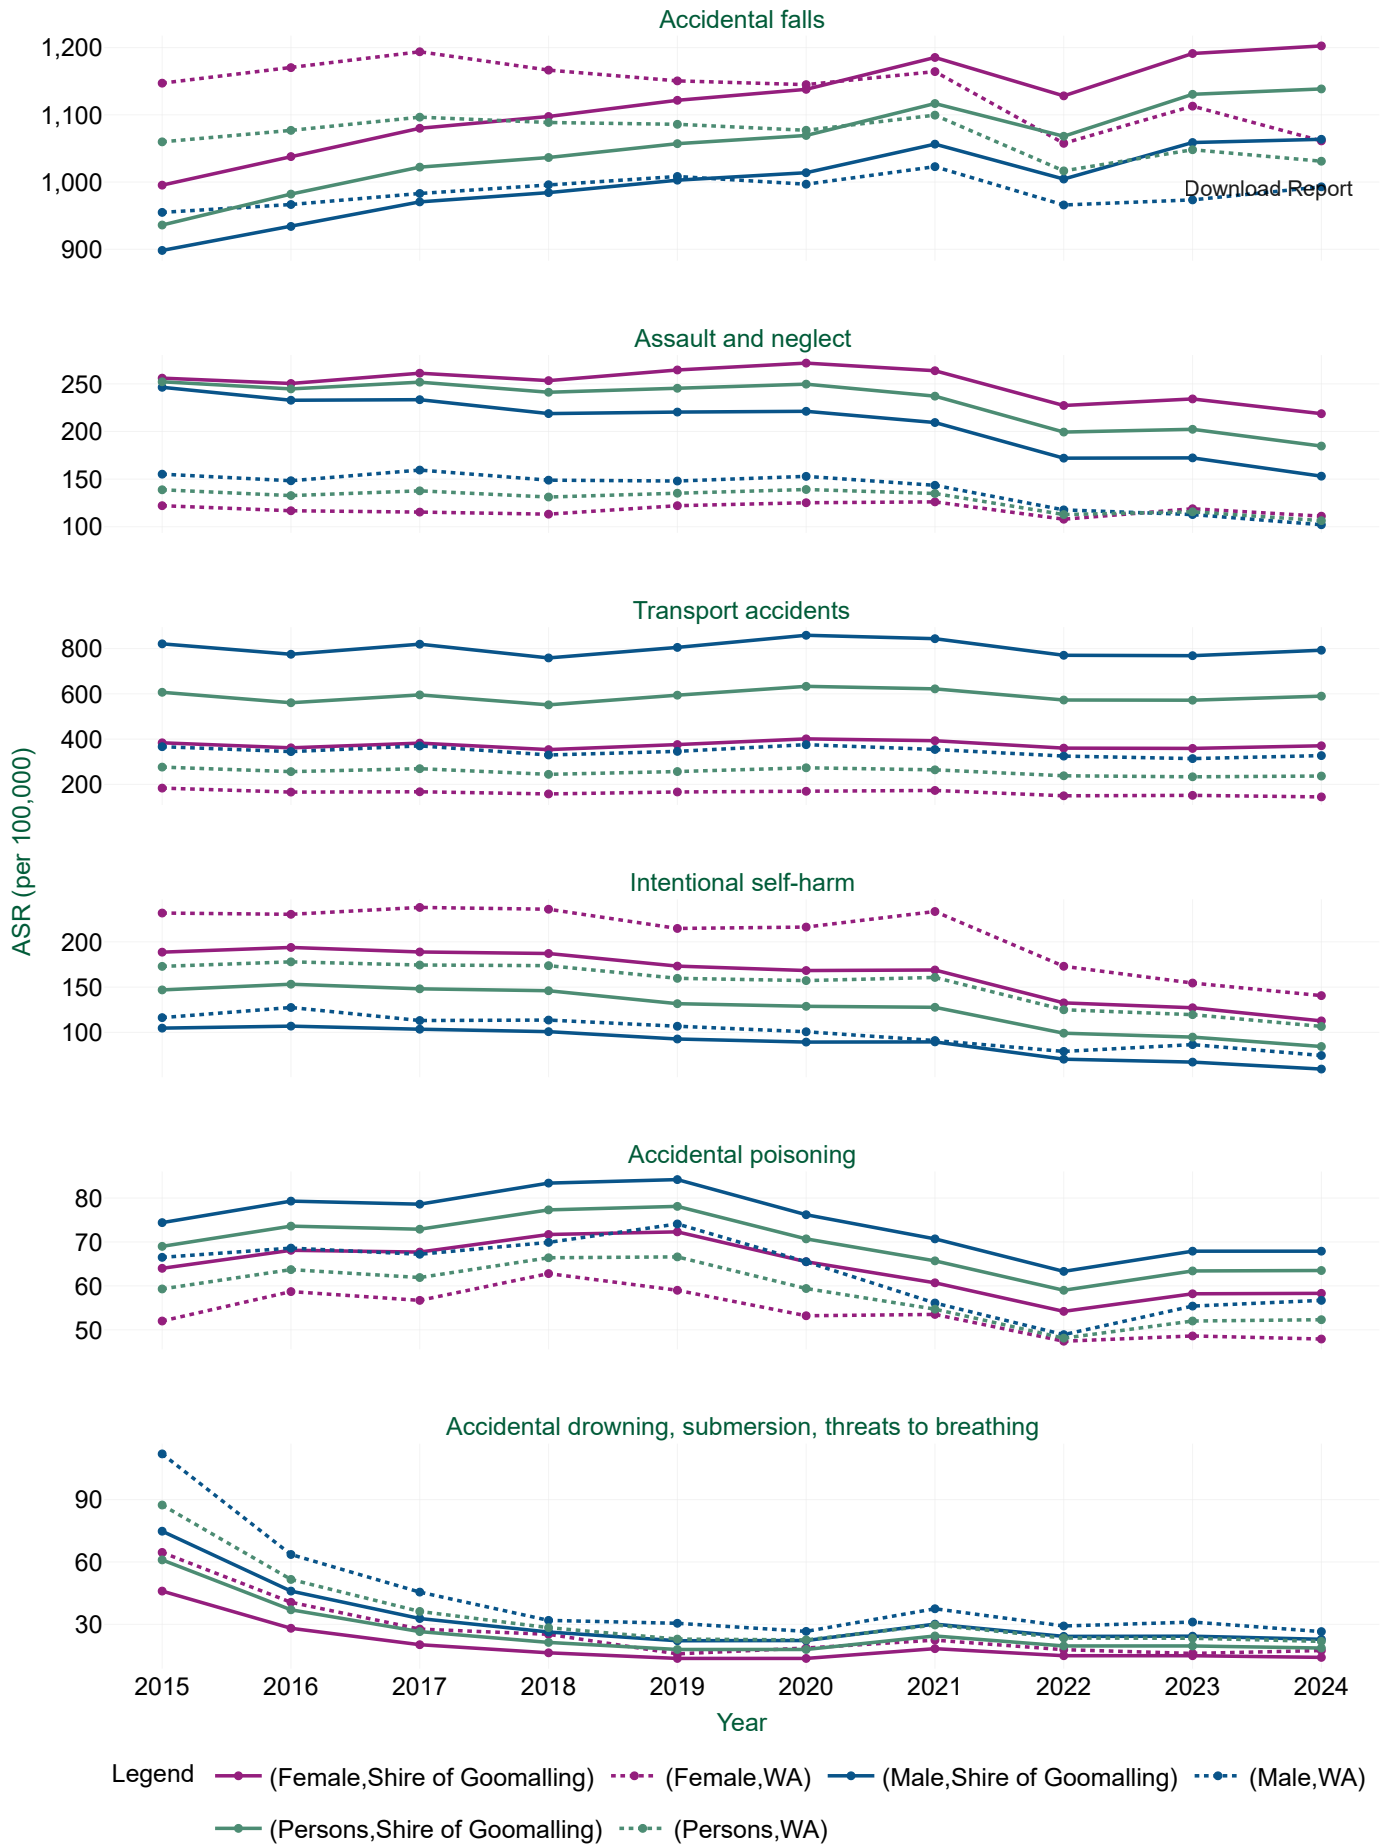 Accidental falls
1,200
1,100
1,000
900
Download Report
Assault and neglect
250
200
150
100
Transport accidents
800
600
400
200
ASR (per 100,000)
Intentional self-harm
200
150
100
Accidental poisoning
80
70
60
50
Accidental drowning, submersion, threats to breathing
90
60
30
2015 2016 2017 2018 2019 2020 2021 2022 2023 2024
Year
Legend (Female,Shire of Goomalling) (Female,WA) (Male,Shire of Goomalling) (Male,WA)
(Persons,Shire of Goomalling) (Persons,WA)